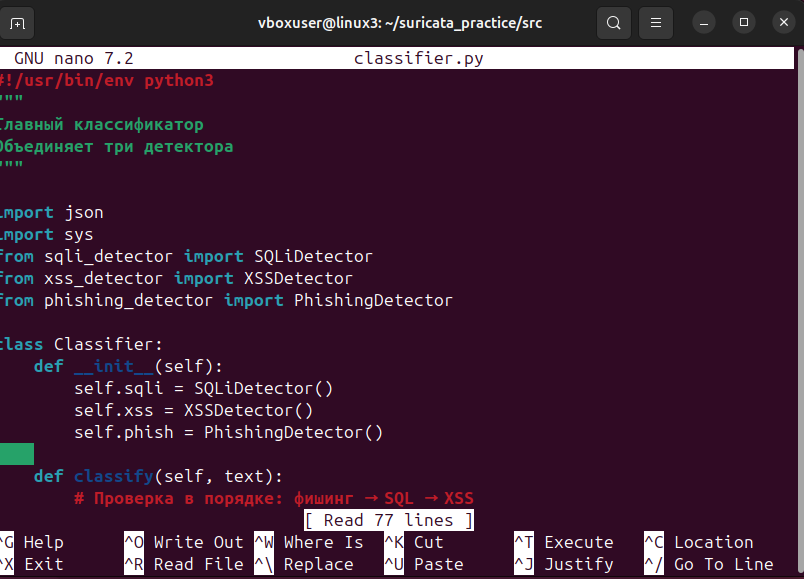 vboxuser@linux3: ~/suricata_practice/src
GNU nano 7.2 classifier.py
#!/usr/bin/env python3
"""
Главный классификатор
Объединяет три детектора
"""
import json
import sys
from sqli_detector import SQLiDetector
from xss_detector import XSSDetector
from phishing_detector import PhishingDetector
class Classifier:
def __init__(self):
self.sqli = SQLiDetector()
self.xss = XSSDetector()
self.phish = PhishingDetector()
def classify(self, text):
# Проверка в порядке: фишинг → SQL → XSS
[ Read 77 lines ]
^G Help ^O Write Out ^W Where Is ^K Cut ^T Execute ^C Location
^X Exit ^R Read File ^\ Replace ^U Paste ^J Justify ^/ Go To Line